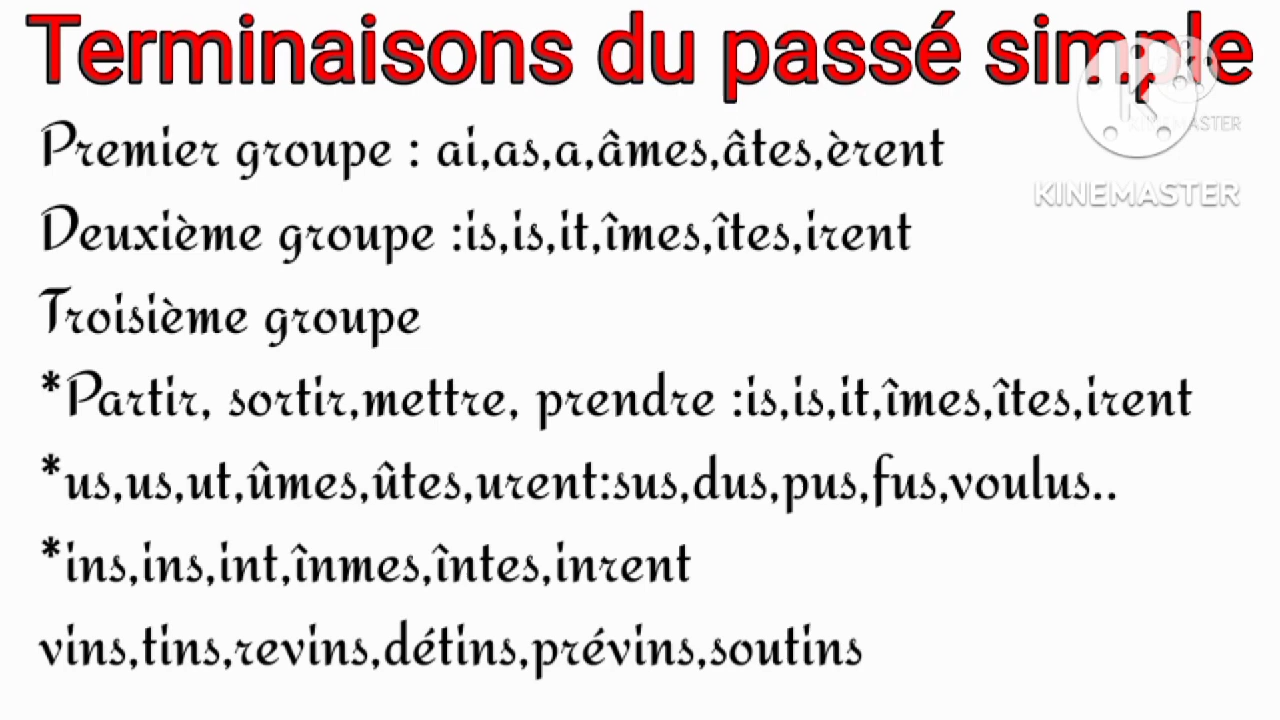 Terminaisons du passé simple
KINEMASTER
KINEMASTER
Premier groupe : ai,as,a,âmes,âtes,èrent
Deuxième groupe :is,is,it,îmes,îtes,irent
Troisième groupe
*Partir, sortir,mettre, prendre :is,is,it,îmes,îtes,irent
*us,us,ut,ûmes,ûtes,urent:sus,dus,pus,fus,voulus..
*ins,ins,int,înmes,întes,inrent
vins,tins,revins,détins,prévins,soutins